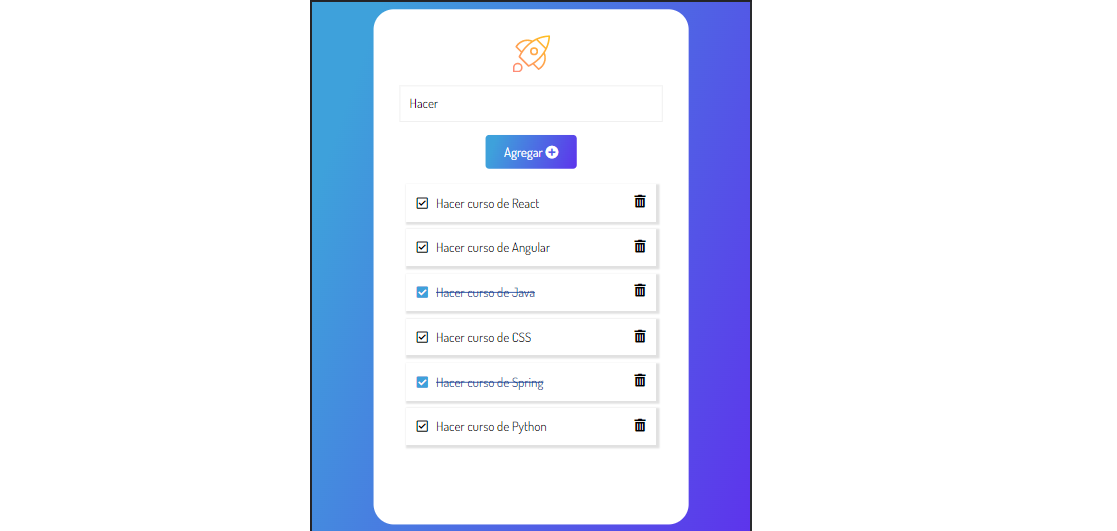 Hacer
Agregar
Hacer curso de React
Hacer curso de Angular
Hacer curso de Java
Hacer curso de CSS
Hacer curso de Spring
Hacer curso de Python